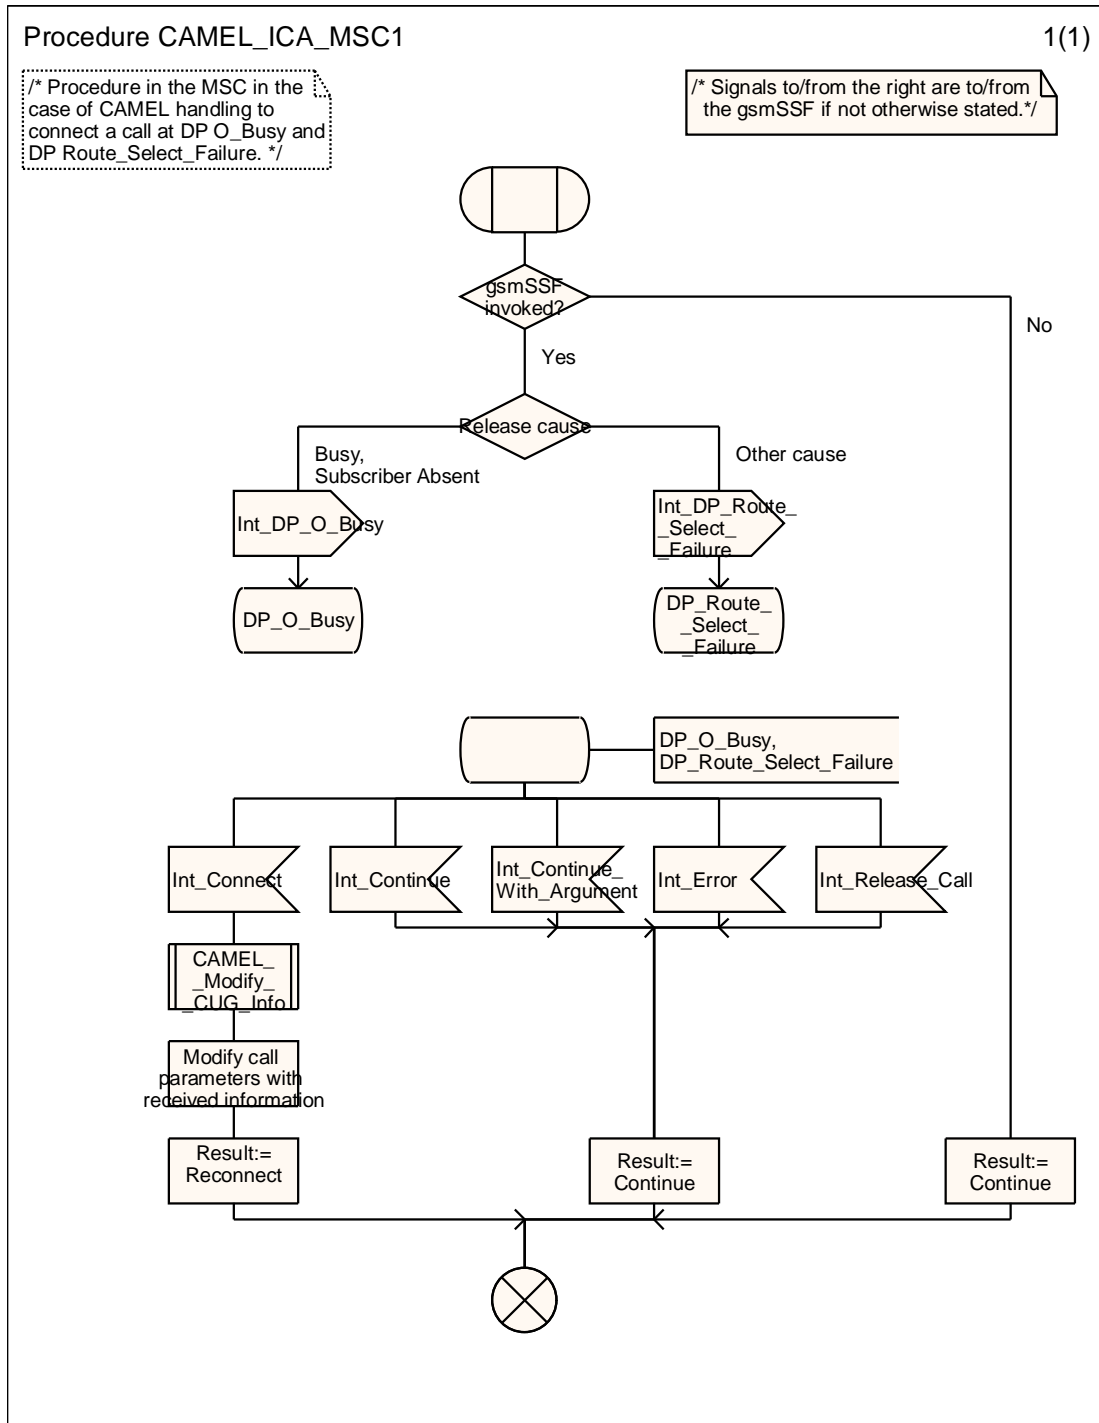 Procedure CAMEL_ICA_MSC1
1(1)
/* Procedure in the MSC in the
case of CAMEL handling to
connect a call at DP O_Busy and
DP Route_Select_Failure. */
/* Signals to/from the right are to/from
the gsmSSF if not otherwise stated.*/
gsmSSF
invoked?
No
Yes
Release cause
Busy,
Subscriber Absent
Other cause
Int_DP_O_Busy
Int_DP_Route_
_Select_
_Failure
DP_O_Busy
DP_Route_
_Select_
_Failure
DP_O_Busy,
DP_Route_Select_Failure
Int_Connect
Int_Continue
Int_Continue_
With_Argument
Int_Error
Int_Release_Call
CAMEL_
_Modify_
_CUG_Info
Modify call
parameters with
received information
Result:=
Reconnect
Result:=
Continue
Result:=
Continue